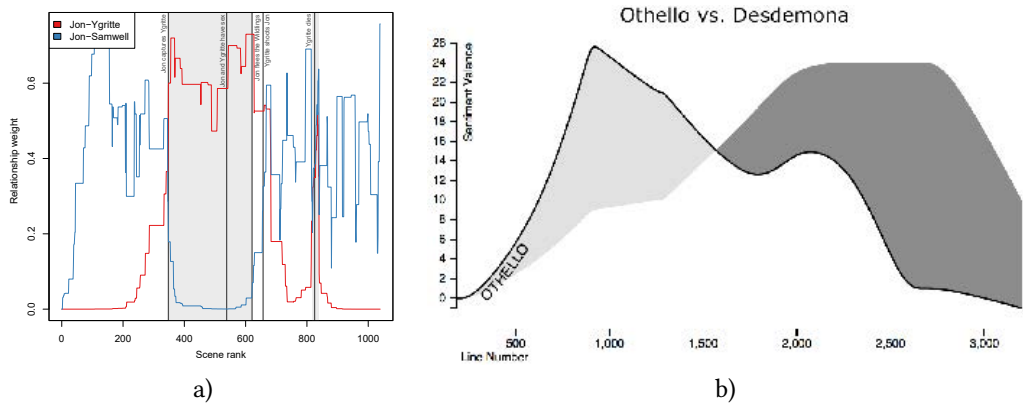 Jon-Ygritte
Jon-Samwell
Jon captures Ygritte
Jon and Ygritte have sex
Jon flees the Wildlings
Ygritte shoots Jon
Ygritte dies
Relationship weight
0.0
0.2
0.4
0.6
0
200
400
600
800
1000
Scene rank
a)
Othello vs. Desdemona
Sentiment Valance
26
24
22
20
18
16
14
12
10
8
6
4
2
0
OTHELLO
500
1,000
1,500
2,000
2,500
3,000
Line Number
b)